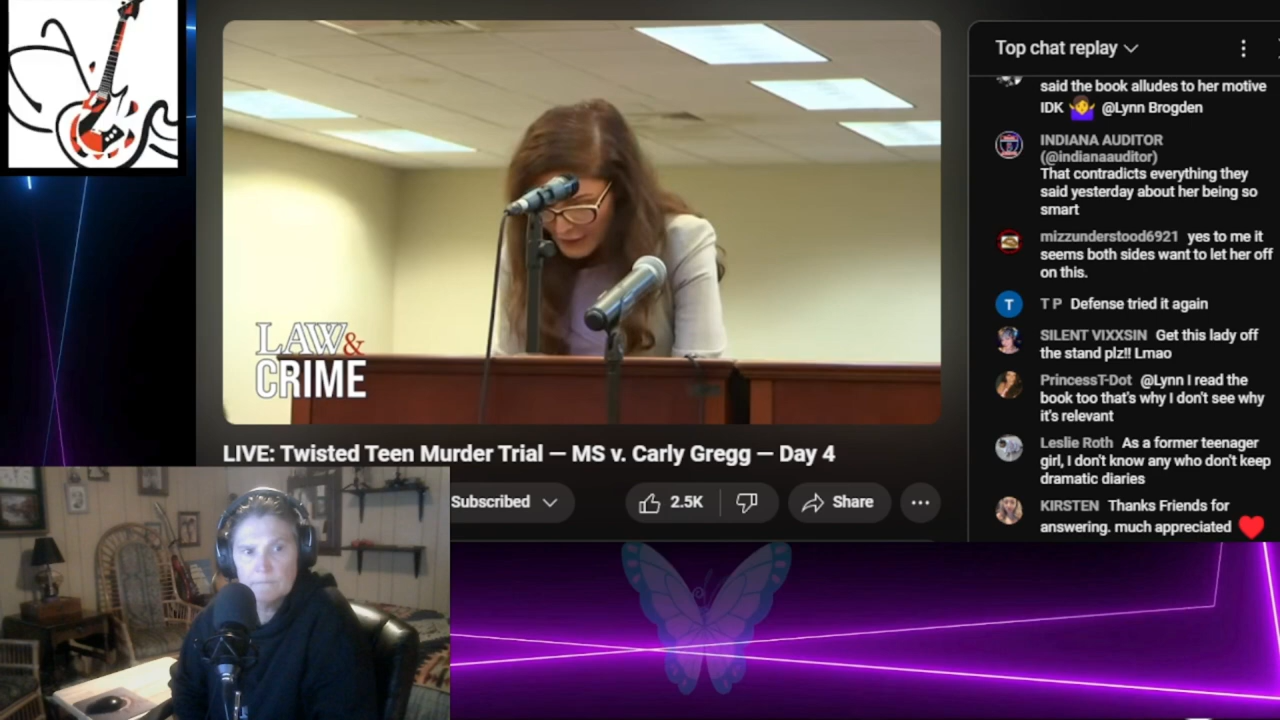 LAW&
CRIME
LIVE: Twisted Teen Murder Trial — MS v. Carly Gregg — Day 4
Subscribed
2.5K
Share
Top chat replay
said the book alludes to her motive
IDK 🤷‍♀️ @Lynn Brogden
INDIANA AUDITOR
(@indianaauditor)
That contradicts everything they
said yesterday about her being so
smart
mizzunderstood6921 yes to me it
seems both sides want to let her off
on this.
T
T P Defense tried it again
SILENT VIXXSIN Get this lady off
the stand plz!! Lmao
PrincessT-Dot @Lynn I read the
book too that's why I don't see why
it's relevant
Leslie Roth As a former teenager
girl, I don't know any who don't keep
dramatic diaries
KIRSTEN Thanks Friends for
answering. much appreciated ❤️